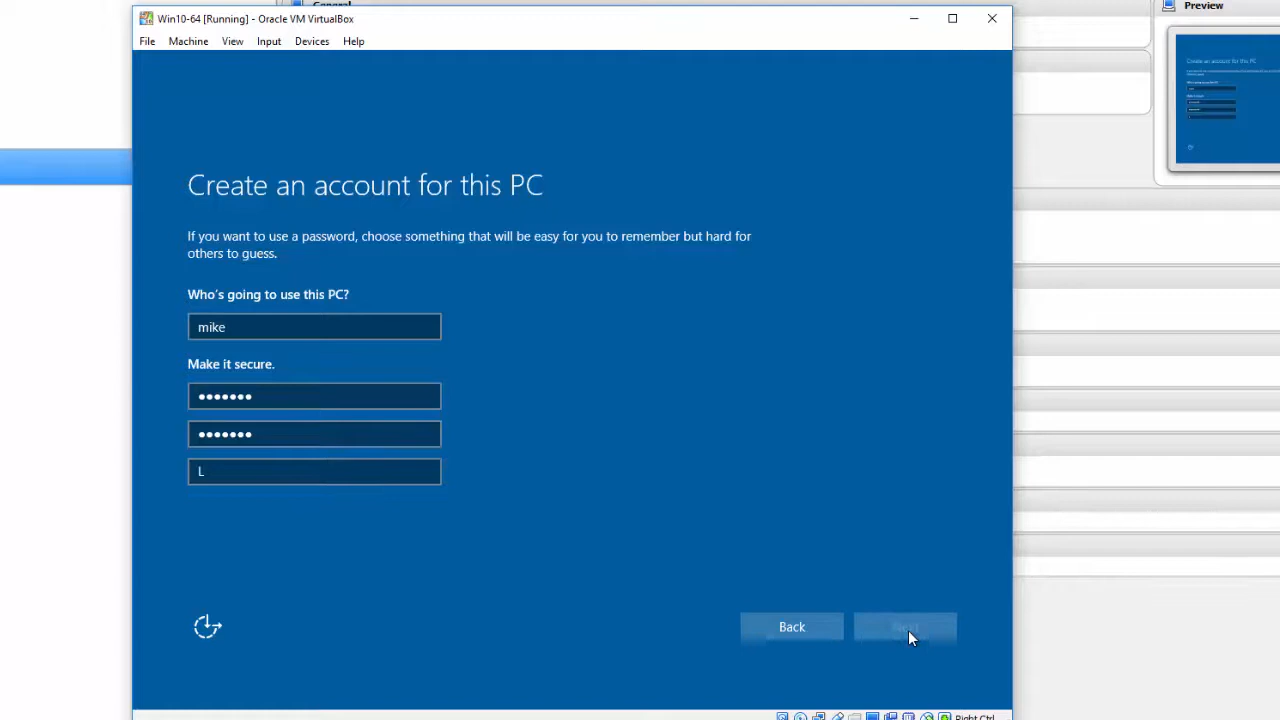 General
Preview
Win10-64 [Running] - Oracle VM VirtualBox
File Machine View Input Devices Help
Create an account for this PC
If you want to use a password, choose something that will be easy for you to remember but hard for
others to guess.
Who's going to use this PC?
mike
Make it secure.
•••••••
•••••••
L
Back Next
Right Ctrl